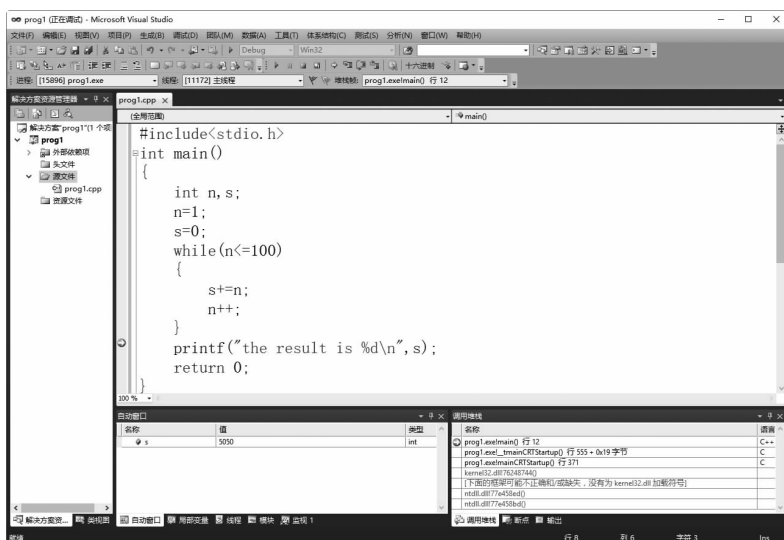 prog1 (正在调试) - Microsoft Visual Studio
文件(F) 编辑(E) 视图(V) 项目(P) 生成(B) 调试(D) 团队(M) 数据(A) 工具(T) 体系结构(C) 测试(S) 分析(N) 窗口(W) 帮助(H)
Debug Win32
十六进制
进程: [15896] prog1.exe 线程: [11172] 主线程 堆栈帧: prog1.exe!main() 行 12
解决方案资源管理器
prog1.cpp
(全局范围) main()
解决方案"prog1"(1 个项
prog1
外部依赖项
头文件
源文件
prog1.cpp
资源文件
#include<stdio.h>
int main()
{
int n,s;
n=1;
s=0;
while(n<=100)
{
s+=n;
n++;
}
printf("the result is %d\n",s);
return 0;
}
100 %
自动窗口
名称 值 类型
s 5050 int
调用堆栈
名称 语言
prog1.exe!main() 行 12 C++
prog1.exe!__tmainCRTStartup() 行 555 + 0x19 字节 C
prog1.exe!mainCRTStartup() 行 371 C
kernel32.dll!76248744()
[下面的框架可能不正确和/或缺失，没有为 kernel32.dll 加载符号]
ntdll.dll!77e458ed()
ntdll.dll!77e458bd()
解决方案资... 类视图
自动窗口 局部变量 线程 模块 监视 1
调用堆栈 断点 输出
就绪 行 8 列 6 字符 3 Ins